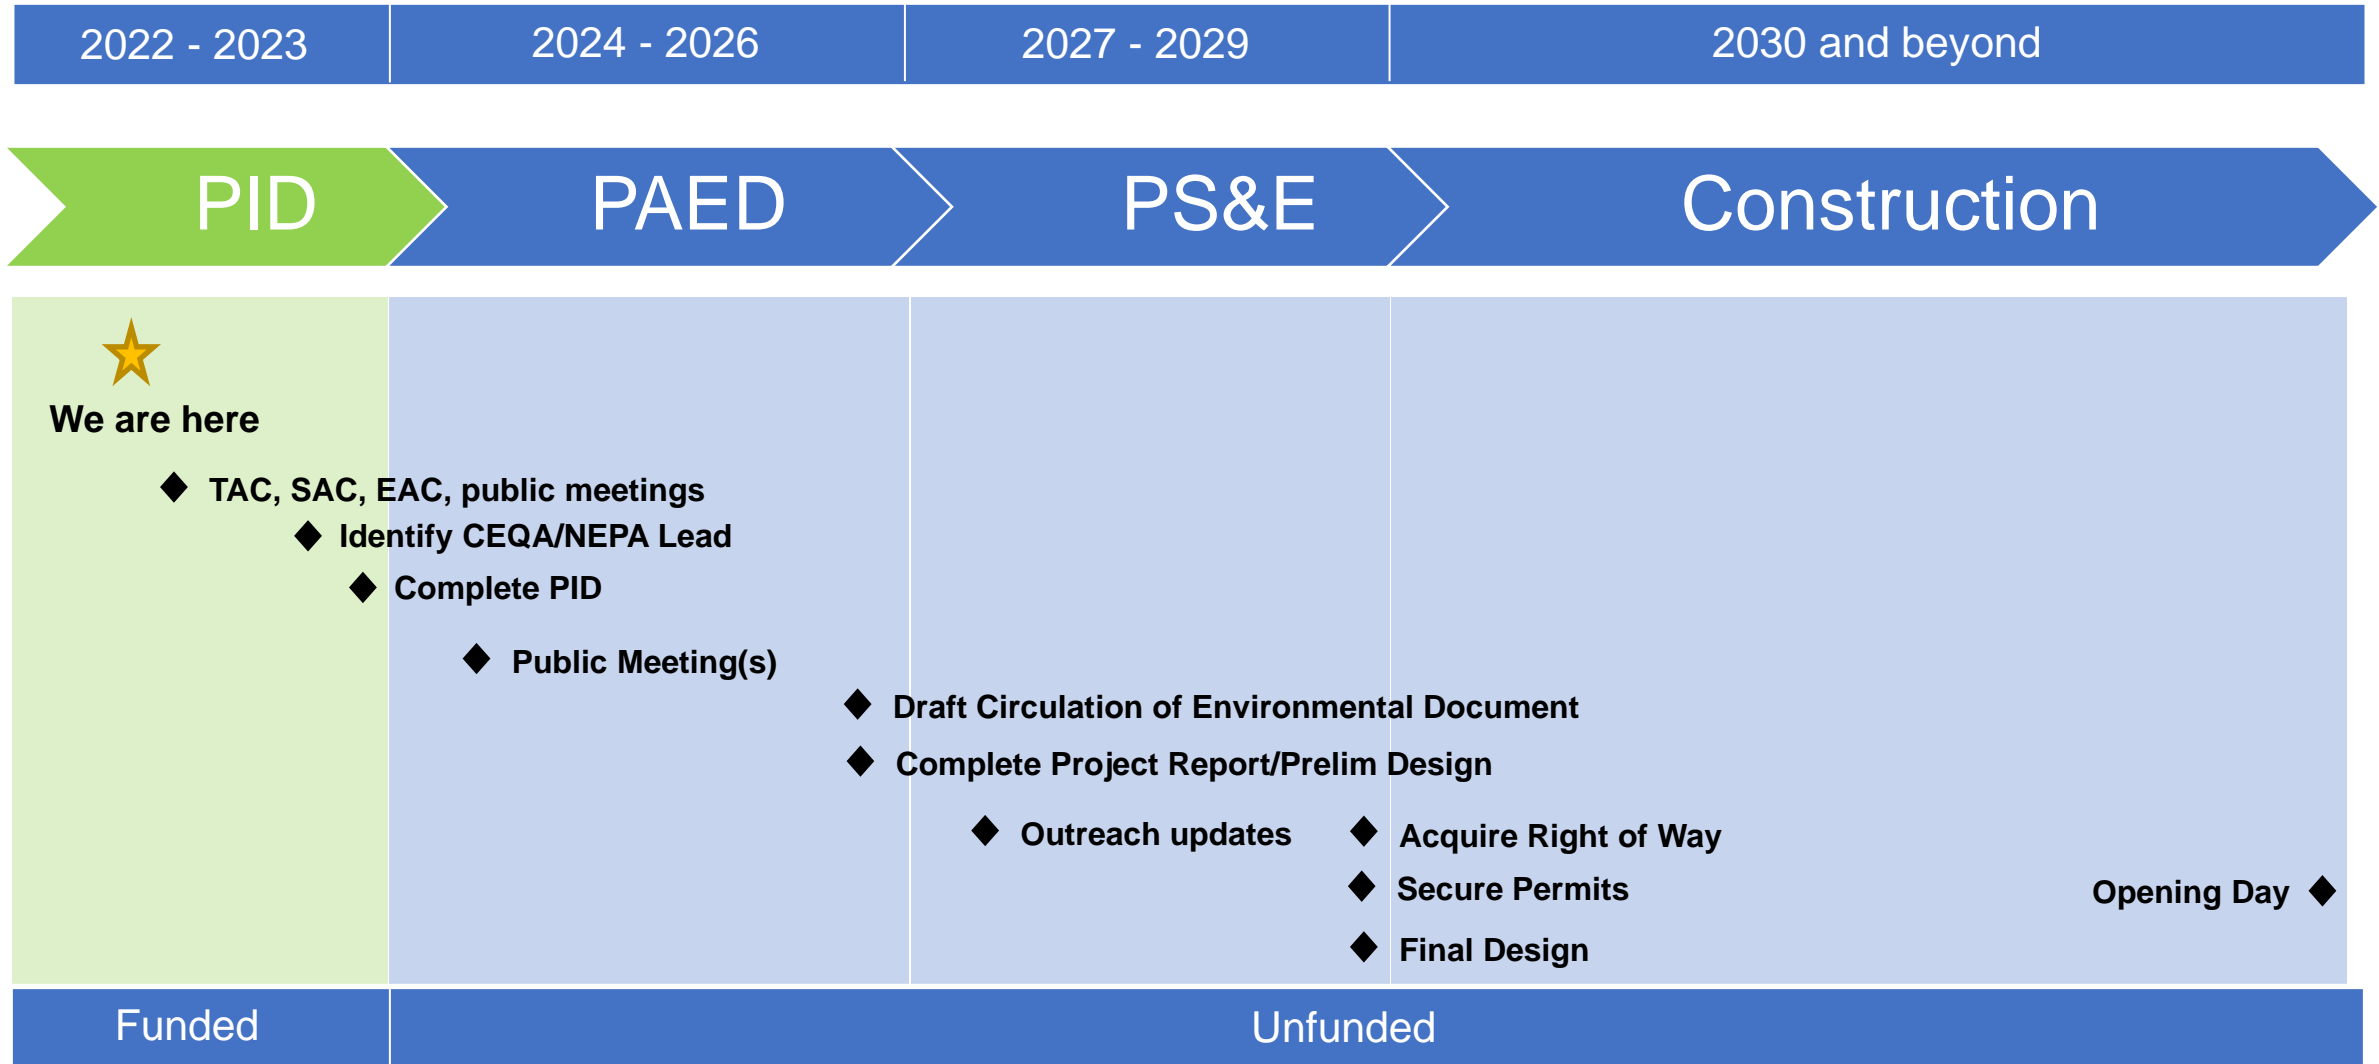 2022 - 2023
2024 - 2026
2027 - 2029
2030 and beyond
PID
PAED
PS&E
Construction
We are here
TAC, SAC, EAC, public meetings
Identify CEQA/NEPA Lead
Complete PID
Public Meeting(s)
Draft Circulation of Environmental Document
Complete Project Report/Prelim Design
Outreach updates
Acquire Right of Way
Secure Permits
Opening Day
Final Design
Funded
Unfunded